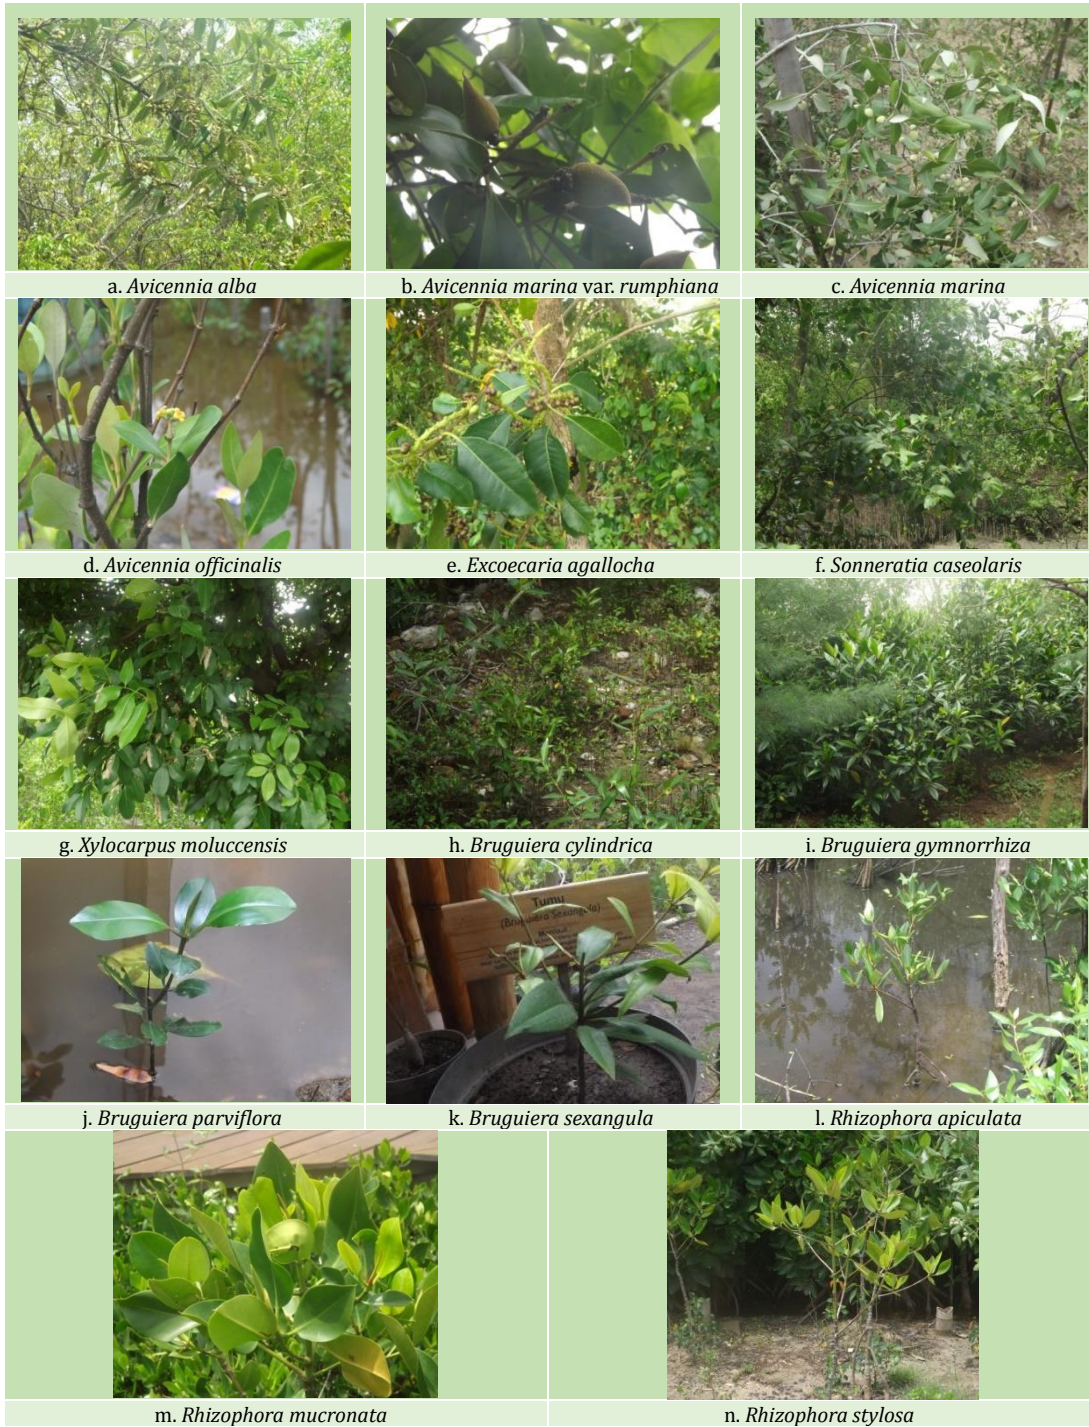 a. Avicennia alba
b. Avicennia marina var. rumphiana
c. Avicennia marina
d. Avicennia officinalis
e. Excoecaria agallocha
f. Sonneratia caseolaris
g. Xylocarpus moluccensis
h. Bruguiera cylindrica
i. Bruguiera gymnorrhiza
Tumu
(Bruguiera Sexangula)
j. Bruguiera parviflora
k. Bruguiera sexangula
l. Rhizophora apiculata
m. Rhizophora mucronata
n. Rhizophora stylosa